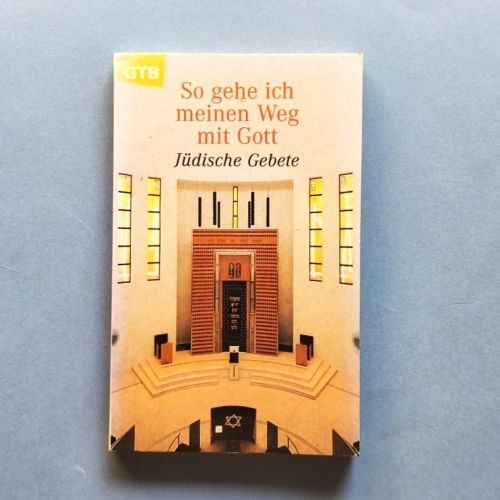 GTB
So gehe ich
meinen Weg
mit Gott
Jüdische Gebete